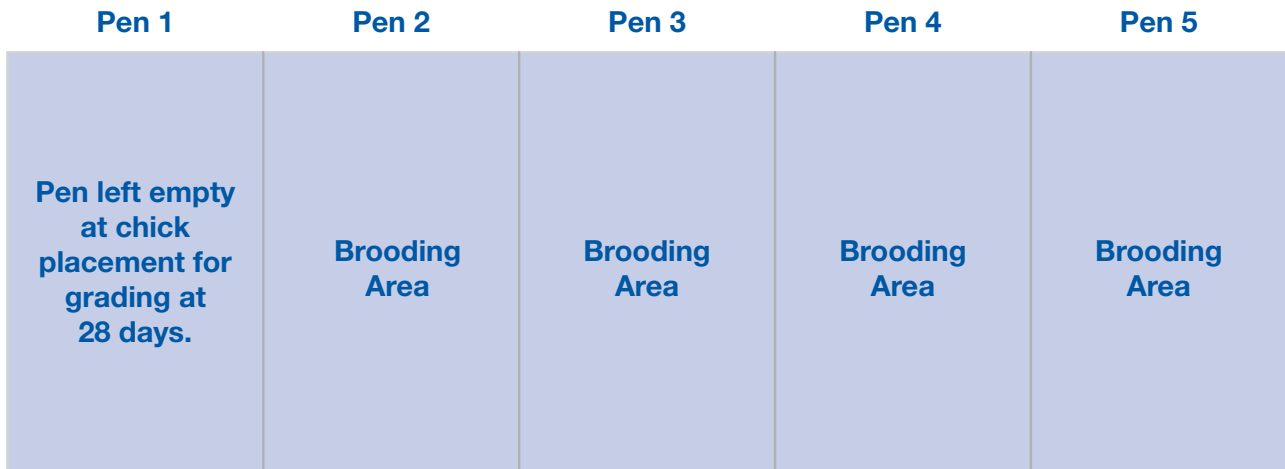 Pen 1
Pen 2
Pen 3
Pen 4
Pen 5
Pen left empty
at chick
placement for
grading at
28 days.
Brooding
Area
Brooding
Area
Brooding
Area
Brooding
Area